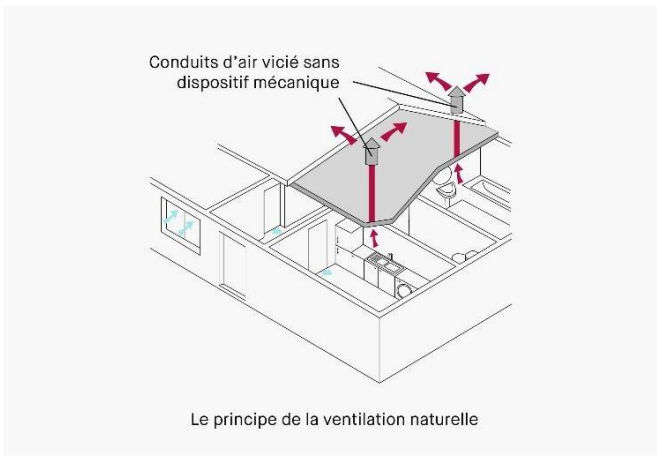 Conduits d'air vicié sans
dispositif mécanique
Le principe de la ventilation naturelle